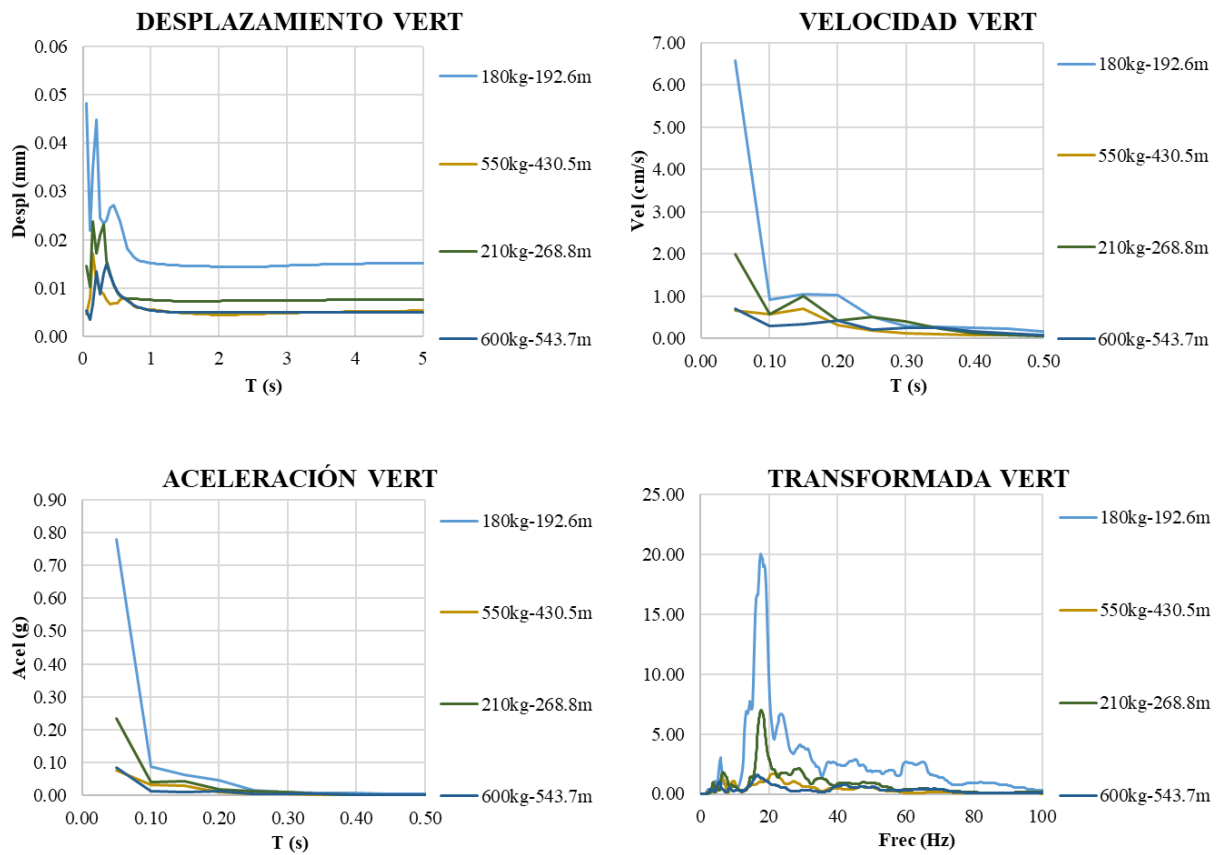 DESPLAZAMIENTO VERT
0.06
0.05
0.04
0.03
0.02
0.01
0.00
Despl (mm)
0
1
2
3
4
5
T (s)
180kg-192.6m
550kg-430.5m
210kg-268.8m
600kg-543.7m
VELOCIDAD VERT
7.00
6.00
5.00
4.00
3.00
2.00
1.00
0.00
Vel (cm/s)
0.00
0.10
0.20
0.30
0.40
0.50
T (s)
180kg-192.6m
550kg-430.5m
210kg-268.8m
600kg-543.7m
ACELERACIÓN VERT
0.90
0.80
0.70
0.60
0.50
0.40
0.30
0.20
0.10
0.00
Acel (g)
0.00
0.10
0.20
0.30
0.40
0.50
T (s)
180kg-192.6m
550kg-430.5m
210kg-268.8m
600kg-543.7m
TRANSFORMADA VERT
25.00
20.00
15.00
10.00
5.00
0.00
0
20
40
60
80
100
Frec (Hz)
180kg-192.6m
550kg-430.5m
210kg-268.8m
600kg-543.7m